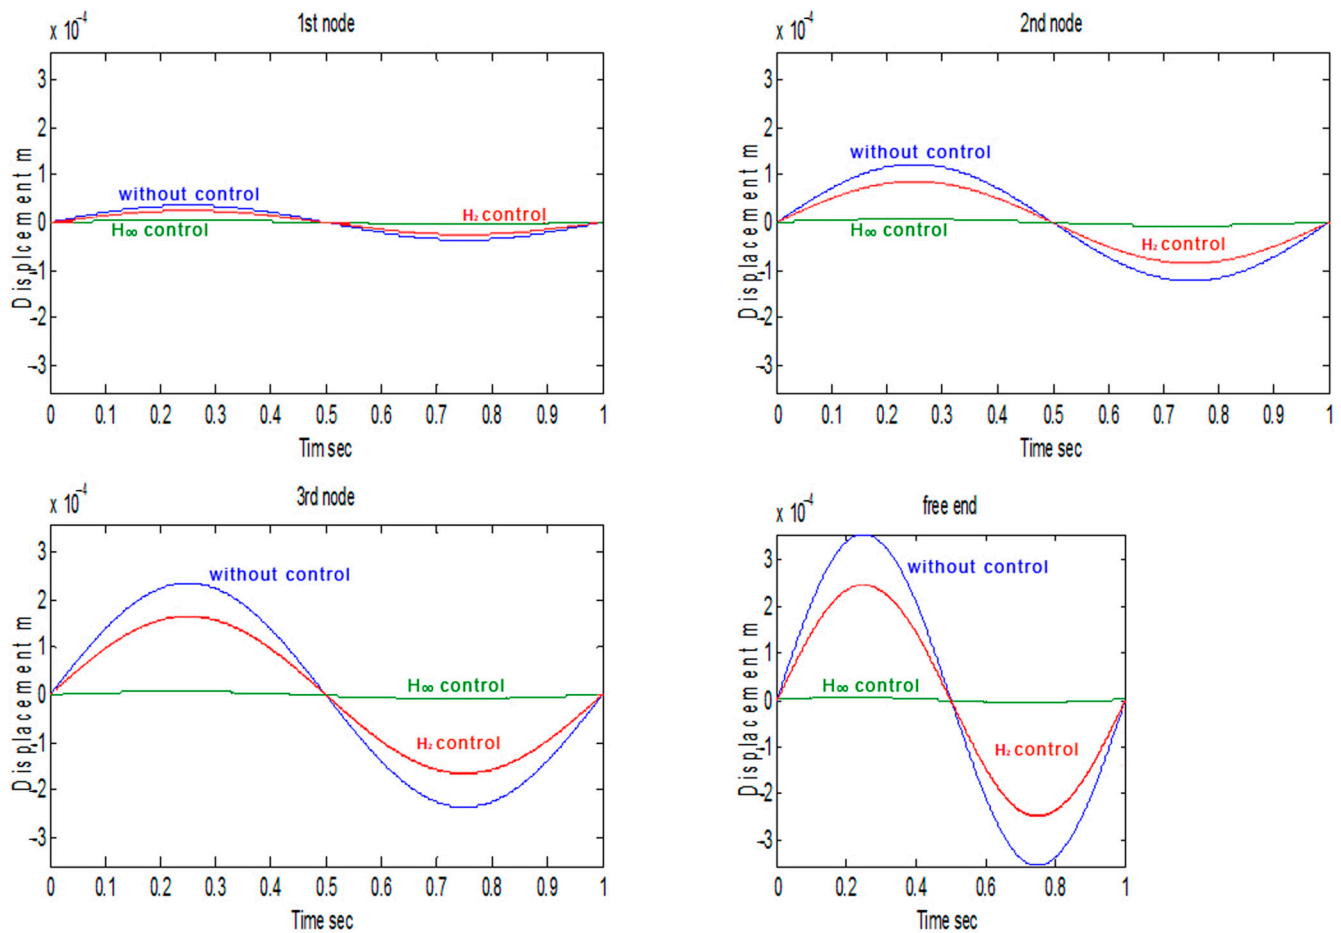 x 10⁻⁴
1st node
3
2
1
0
-1
-2
-3
Displcement m
without control
H₂ control
H∞ control
0 0.1 0.2 0.3 0.4 0.5 0.6 0.7 0.8 0.9 1
Tim sec
x 10⁻⁴
2nd node
3
2
1
0
-1
-2
-3
Displacement m
without control
H∞ control
H₂ control
0 0.1 0.2 0.3 0.4 0.5 0.6 0.7 0.8 0.9 1
Time sec
x 10⁻⁴
3rd node
3
2
1
0
-1
-2
-3
Displacement m
without control
H∞ control
H₂ control
0 0.1 0.2 0.3 0.4 0.5 0.6 0.7 0.8 0.9 1
Time sec
x 10⁻⁴
free end
3
2
1
0
-1
-2
-3
Displacement m
without control
H∞ control
H₂ control
0 0.2 0.4 0.6 0.8 1
Time sec